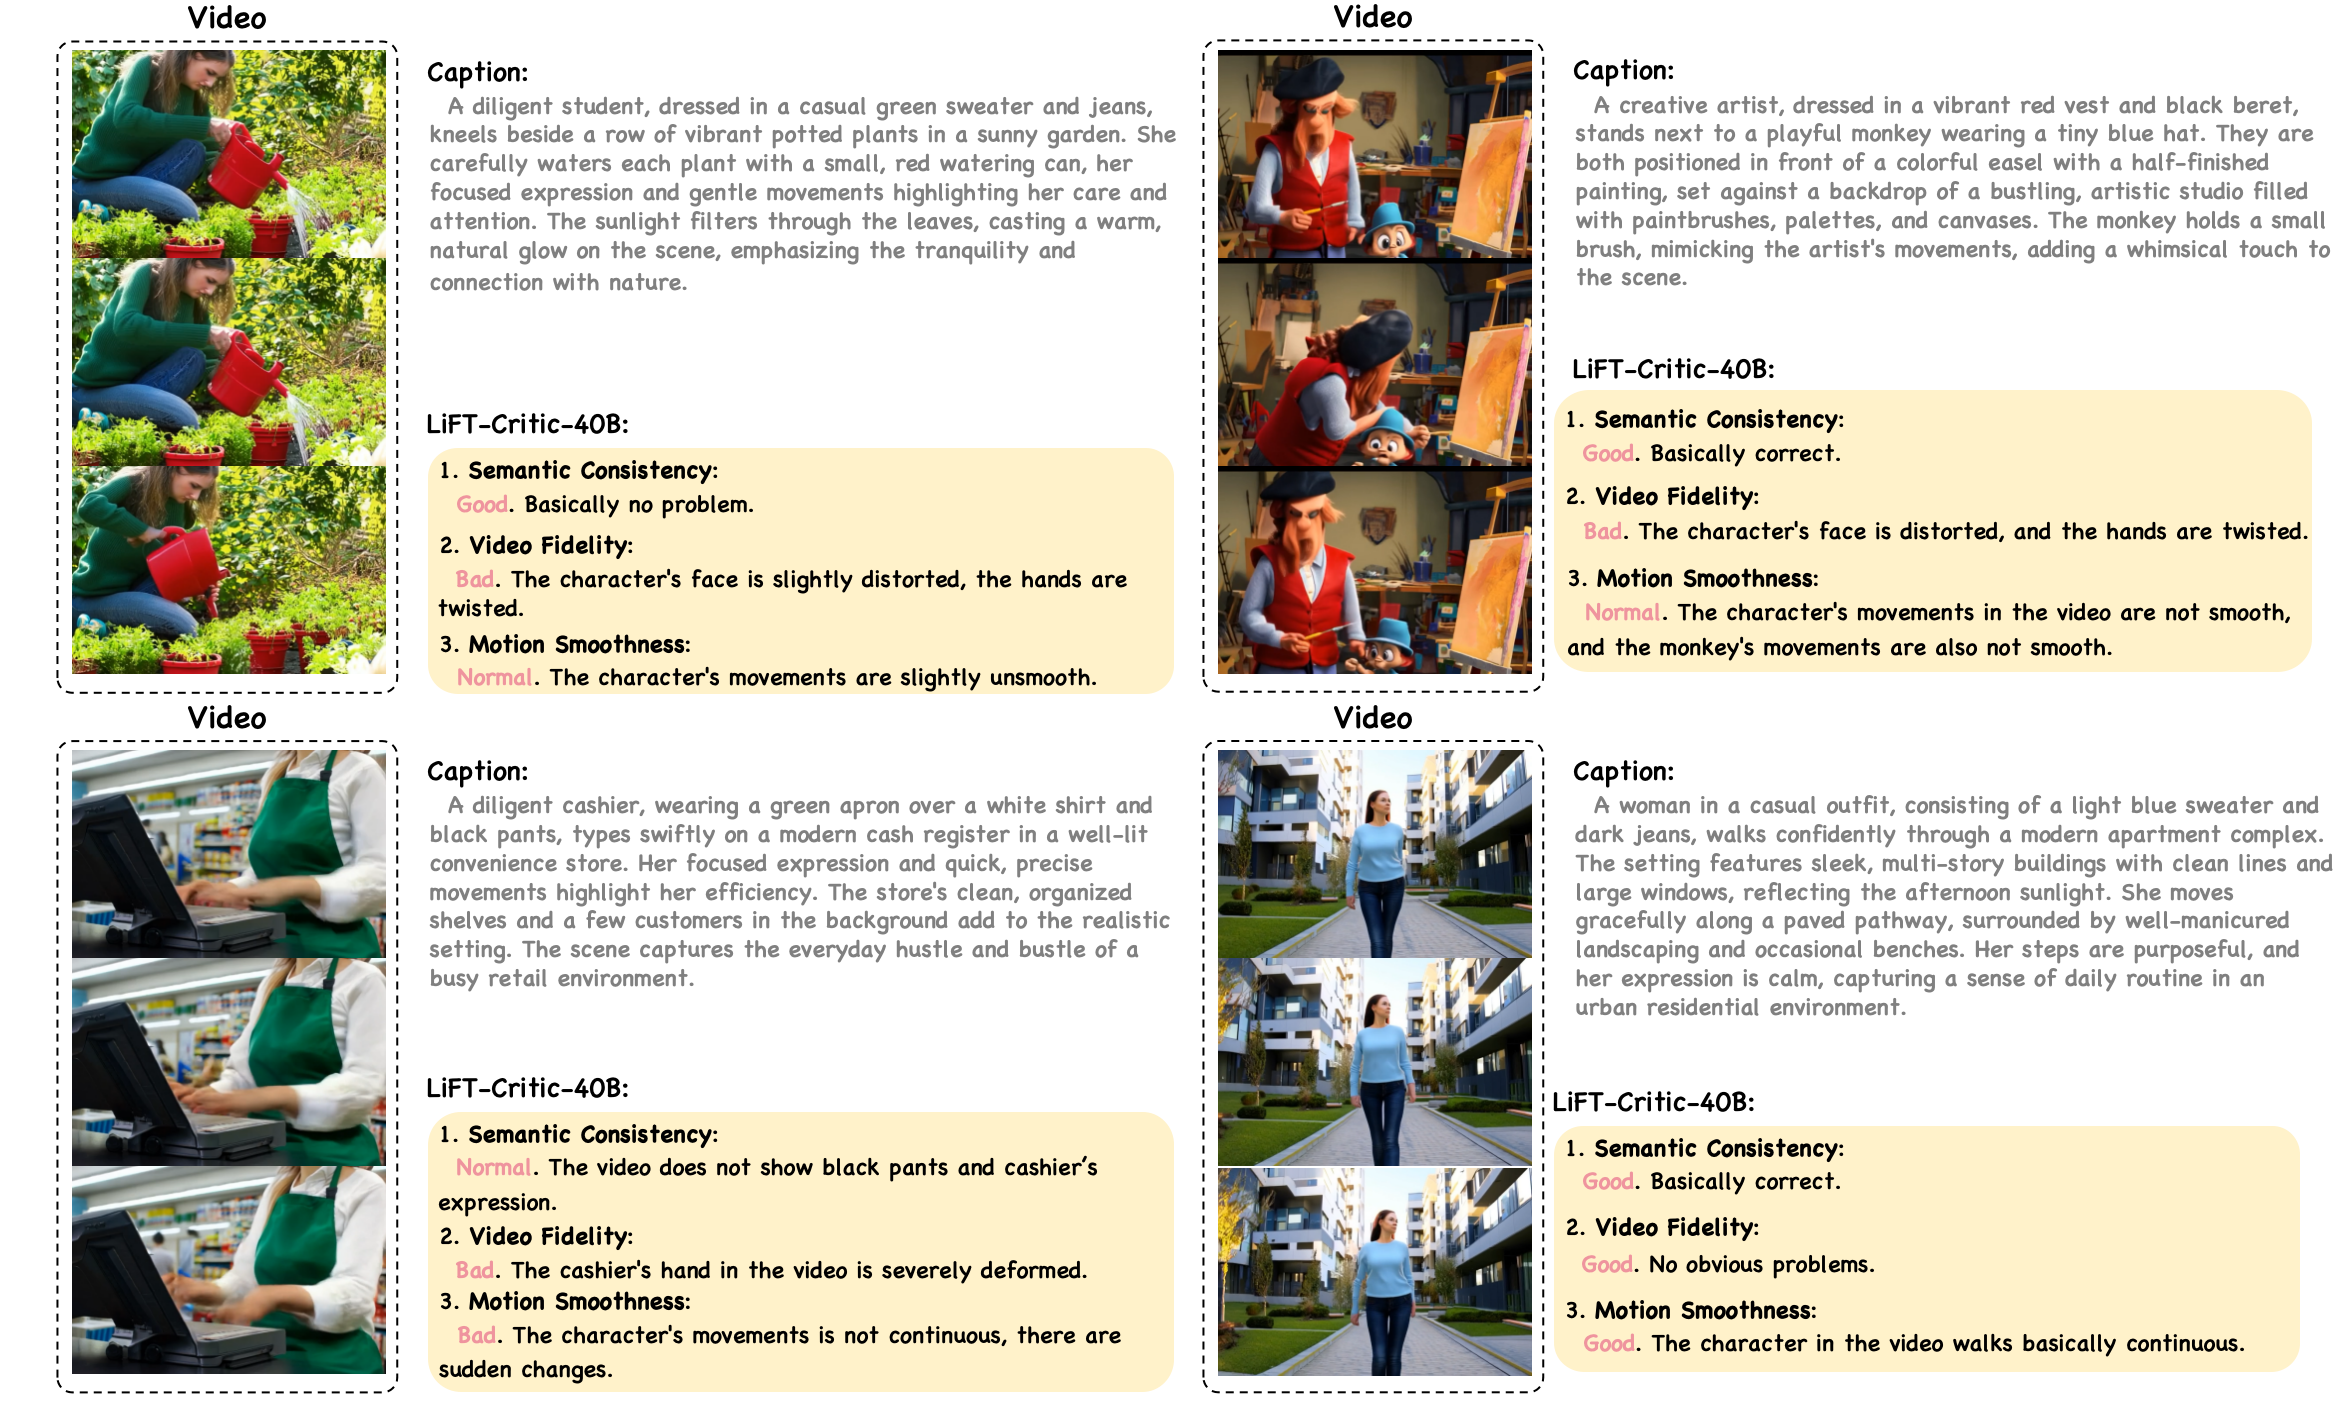 Video
Caption:
A diligent student, dressed in a casual green sweater and jeans,
kneels beside a row of vibrant potted plants in a sunny garden. She
carefully waters each plant with a small, red watering can, her
focused expression and gentle movements highlighting her care and
attention. The sunlight filters through the leaves, casting a warm,
natural glow on the scene, emphasizing the tranquility and
connection with nature.
LiFT-Critic-40B:
1. Semantic Consistency:
Good. Basically no problem.
2. Video Fidelity:
Bad. The character's face is slightly distorted, the hands are
twisted.
3. Motion Smoothness:
Normal. The character's movements are slightly unsmooth.
Video
Caption:
A creative artist, dressed in a vibrant red vest and black beret,
stands next to a playful monkey wearing a tiny blue hat. They are
both positioned in front of a colorful easel with a half-finished
painting, set against a backdrop of a bustling, artistic studio filled
with paintbrushes, palettes, and canvases. The monkey holds a small
brush, mimicking the artist's movements, adding a whimsical touch to
the scene.
LiFT-Critic-40B:
1. Semantic Consistency:
Good. Basically correct.
2. Video Fidelity:
Bad. The character's face is distorted, and the hands are twisted.
3. Motion Smoothness:
Normal. The character's movements in the video are not smooth,
and the monkey's movements are also not smooth.
Video
Caption:
A diligent cashier, wearing a green apron over a white shirt and
black pants, types swiftly on a modern cash register in a well-lit
convenience store. Her focused expression and quick, precise
movements highlight her efficiency. The store's clean, organized
shelves and a few customers in the background add to the realistic
setting. The scene captures the everyday hustle and bustle of a
busy retail environment.
LiFT-Critic-40B:
1. Semantic Consistency:
Normal. The video does not show black pants and cashier’s
expression.
2. Video Fidelity:
Bad. The cashier's hand in the video is severely deformed.
3. Motion Smoothness:
Bad. The character's movements is not continuous, there are
sudden changes.
Video
Caption:
A woman in a casual outfit, consisting of a light blue sweater and
dark jeans, walks confidently through a modern apartment complex.
The setting features sleek, multi-story buildings with clean lines and
large windows, reflecting the afternoon sunlight. She moves
gracefully along a paved pathway, surrounded by well-manicured
landscaping and occasional benches. Her steps are purposeful, and
her expression is calm, capturing a sense of daily routine in an
urban residential environment.
LiFT-Critic-40B:
1. Semantic Consistency:
Good. Basically correct.
2. Video Fidelity:
Good. No obvious problems.
3. Motion Smoothness:
Good. The character in the video walks basically continuous.